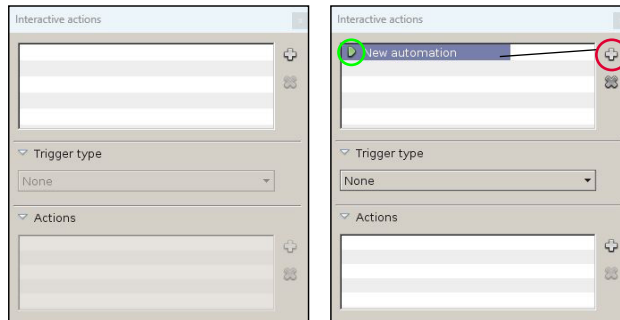 Interactive actions
Trigger type
None
Actions
Interactive actions
New automation
Trigger type
None
Actions